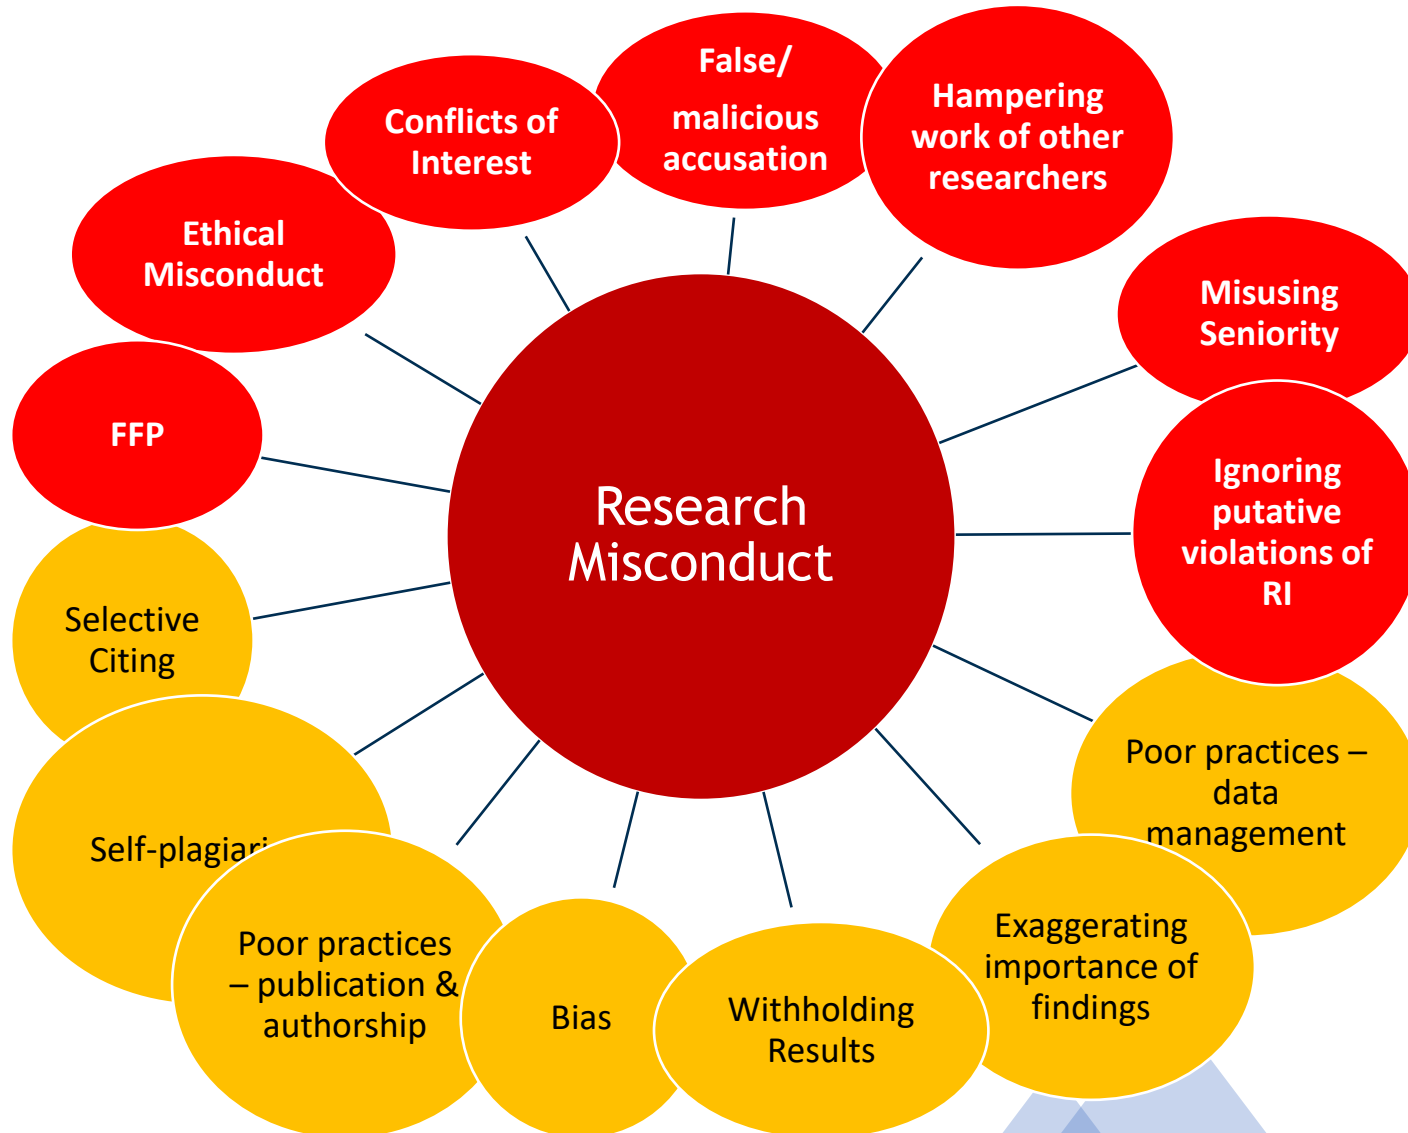 False/
malicious
accusation
Hampering
work of other
researchers
Conflicts of
Interest
Ethical
Misconduct
Misusing
Seniority
FFP
Ignoring
putative
violations of
RI
Research
Misconduct
Selective
Citing
Poor practices –
data
management
Self-plagiari
Exaggerating
importance of
findings
Poor practices
– publication &
authorship
Bias
Withholding
Results